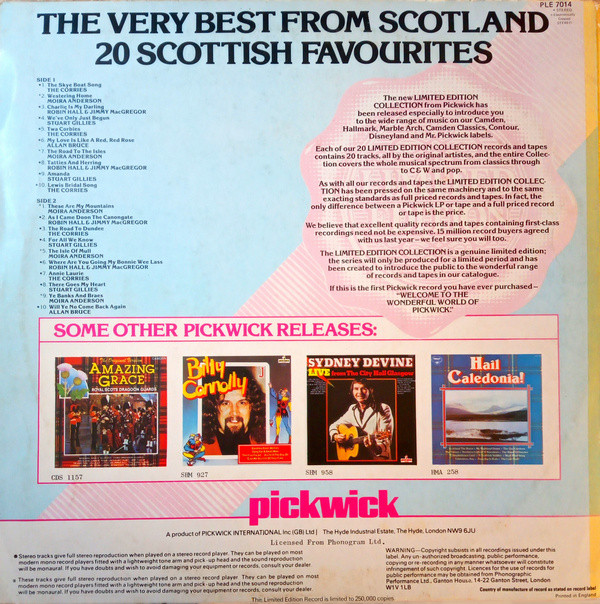 PLE 7014
THE VERY BEST FROM SCOTLAND
20 SCOTTISH FAVOURITES
SIDE 1
*1. The Skye Boat Song
THE CORRIES
*2. Westering Home
MOIRA ANDERSON
*3. Charlie Is My Darling
ROBIN HALL & JIMMY MacGREGOR
*4. We've Only Just Begun
STUART GILLIES
*5. Twa Corbies
THE CORRIES
*6. My Love Is Like A Red, Red Rose
ALLAN BRUCE
*7. The Road To The Isles
MOIRA ANDERSON
*8. Tatties And Herring
ROBIN HALL & JIMMY MacGREGOR
*9. Amanda
STUART GILLIES
*10. Lewis Bridal Song
THE CORRIES
SIDE 2
*1. These Are My Mountains
MOIRA ANDERSON
*2. As I Came Doon The Canongate
ROBIN HALL & JIMMY MacGREGOR
*3. The Road To Dundee
THE CORRIES
*4. For All We Know
STUART GILLIES
*5. The Isle Of Mull
MOIRA ANDERSON
*6. Where Are You Going My Bonnie Wee Lass
ROBIN HALL & JIMMY MacGREGOR
*7. Annie Laurie
THE CORRIES
*8. There Goes My Heart
STUART GILLIES
*9. Ye Banks And Braes
MOIRA ANDERSON
*10. Will Ye No Come Back Again
ALLAN BRUCE
The new LIMITED EDITION
COLLECTION from Pickwick has
been released especially to introduce you
to the wide range of music on our Camden,
Hallmark, Marble Arch, Camden Classics, Contour,
Disneyland and Mr. Pickwick labels.
Each of our 20 LIMITED EDITION COLLECTION records and tapes
contains 20 tracks, all by the original artistes, and the entire Collec-
tion covers the whole musical spectrum from classics through
to C & W and pop.
As with all our records and tapes the LIMITED EDITION COLLEC-
TION has been pressed on the same machinery and to the same
exacting standards as full priced records and tapes. In fact, the
only difference between a Pickwick LP or tape and a full priced record
or tape is the price.
We believe that excellent quality records and tapes containing first-class
recordings need not be expensive. 15 million record buyers agreed
with us last year – we feel sure you will too.
The LIMITED EDITION COLLECTION is a genuine limited edition;
the series will only be produced for a limited period and has
been created to introduce the public to the wonderful range
of records and tapes in our catalogue.
If this is the first Pickwick record you have ever purchased–
"WELCOME TO THE
WONDERFUL WORLD OF
PICKWICK."
SOME OTHER PICKWICK RELEASES:
AMAZING
GRACE
ROYAL SCOTS DRAGOON GUARDS
Billy
Connolly
SYDNEY DEVINE
LIVE from The City Hall Glasgow
Hail
Caledonia!
CDS 1157
SHM 927
SHM 958
HMA 258
pickwick
A product of PICKWICK INTERNATIONAL Inc (GB) Ltd | The Hyde Industrial Estate, The Hyde, London NW9 6JU
Licensed From Phonogram Ltd.
* Stereo tracks give full stereo reproduction when played on a stereo record player. They can be played on most
modern mono record players fitted with a lightweight tone arm and pick-up head and the sound reproduction
will be monaural. If you have doubts and wish to avoid damaging your equipment or records, consult your dealer
* These tracks give full stereo reproduction when played on a stereo record player. They can be played on most
modern mono record players fitted with a lightweight tone arm and pick-up head and the sound reproduction
will be monaural. If you have doubts and wish to avoid damaging your equipment or records, consult your dealer
WARNING–Copyright subsists in all recordings issued under this
label. Any un-authorised broadcasting, public performance,
copying or re-recording in any manner whatsoever will constitute
infringement of such copyright. Licences for the use of records for
public performance may be obtained from Phonographic
Performance Ltd., Ganton House, 14-22 Ganton Street, London
W1V 1LB
Country of manufacture of record as stated on record label
Printed in England
The Limited Edition Record is limited to 250,000 copies